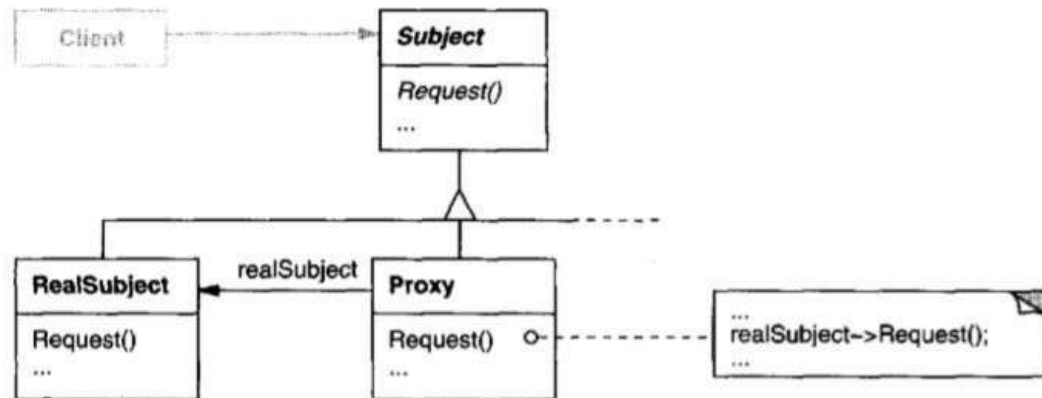 Client
Subject
Request()
...
RealSubject
Request()
...
realSubject
Proxy
Request()
...
...
realSubject->Request();
...